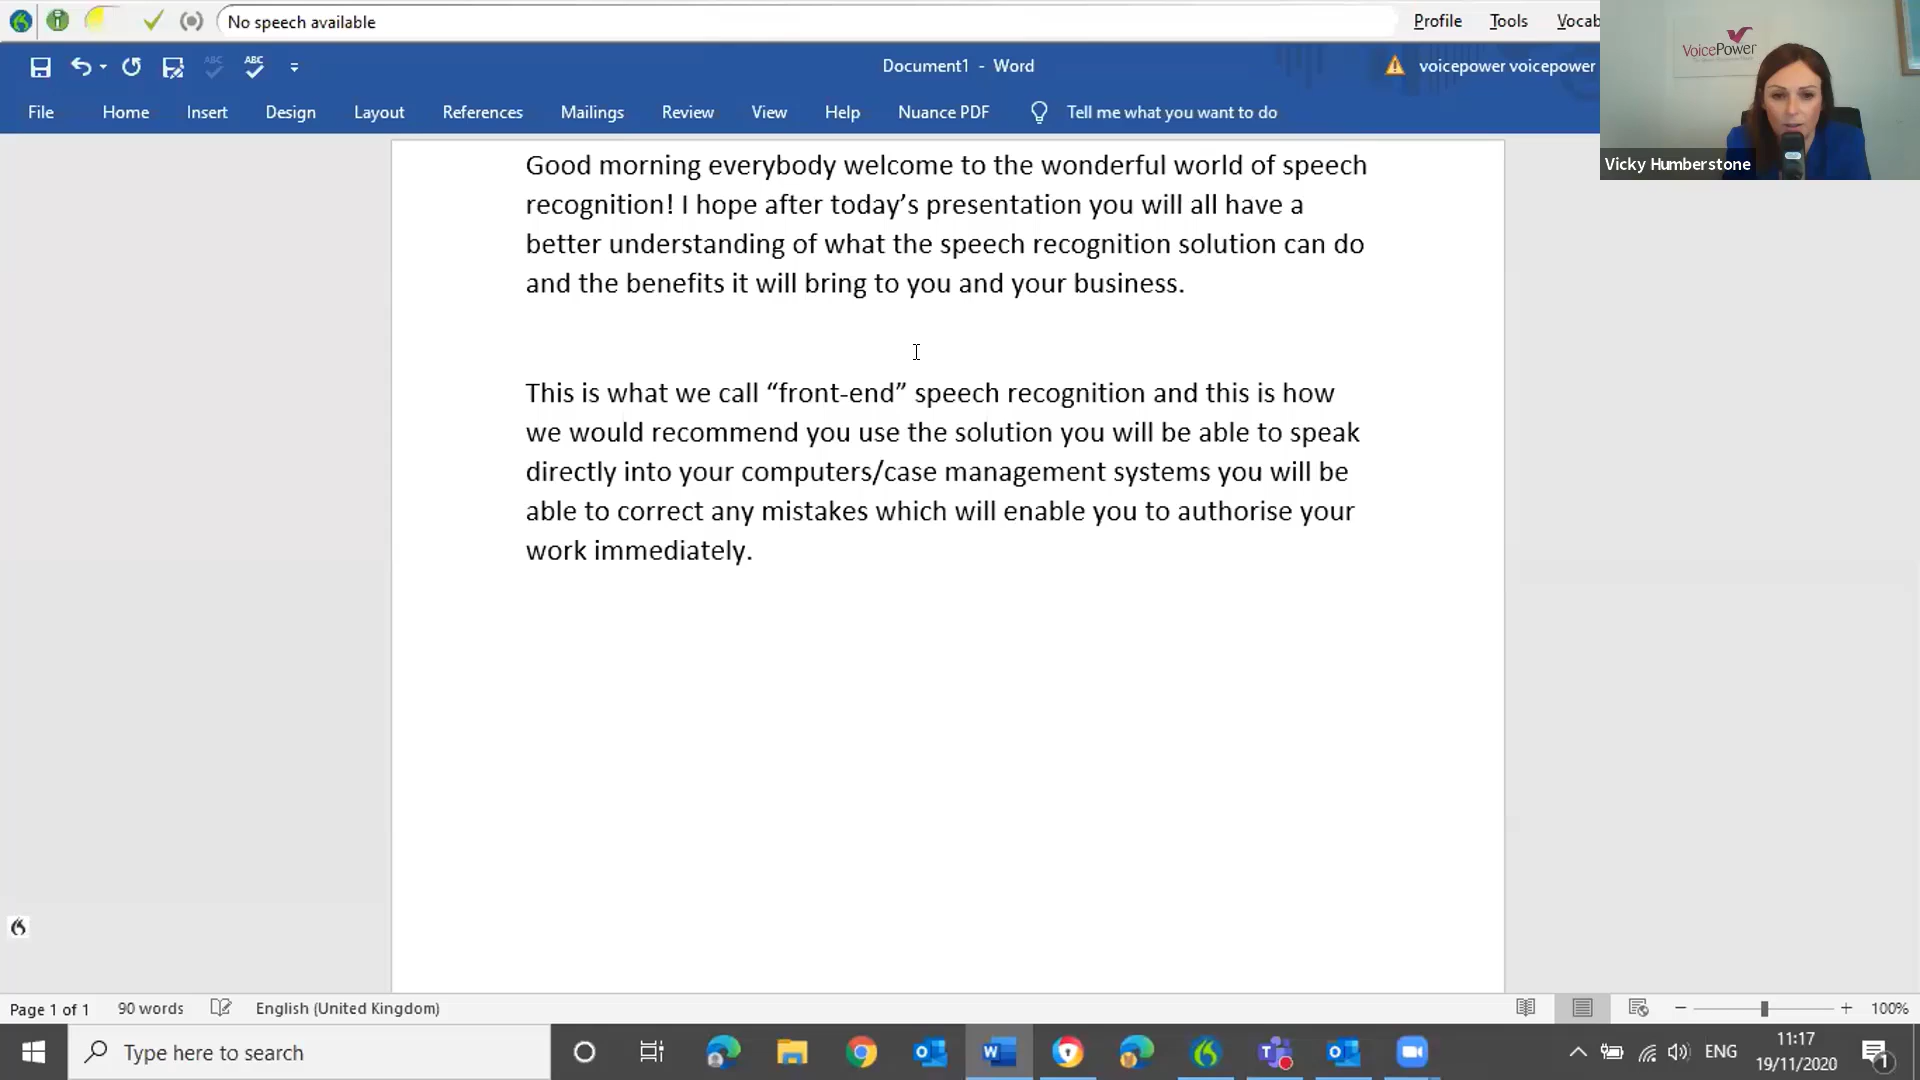 No speech available
Profile Tools Vocab
VoicePower
Document1 - Word
voicepower voicepower
File Home Insert Design Layout References Mailings Review View Help Nuance PDF Tell me what you want to do
Vicky Humberstone
Good morning everybody welcome to the wonderful world of speech
recognition! I hope after today’s presentation you will all have a
better understanding of what the speech recognition solution can do
and the benefits it will bring to you and your business.
This is what we call “front-end” speech recognition and this is how
we would recommend you use the solution you will be able to speak
directly into your computers/case management systems you will be
able to correct any mistakes which will enable you to authorise your
work immediately.
Page 1 of 1 90 words English (United Kingdom) 100%
Type here to search
ENG
11:17
19/11/2020
1